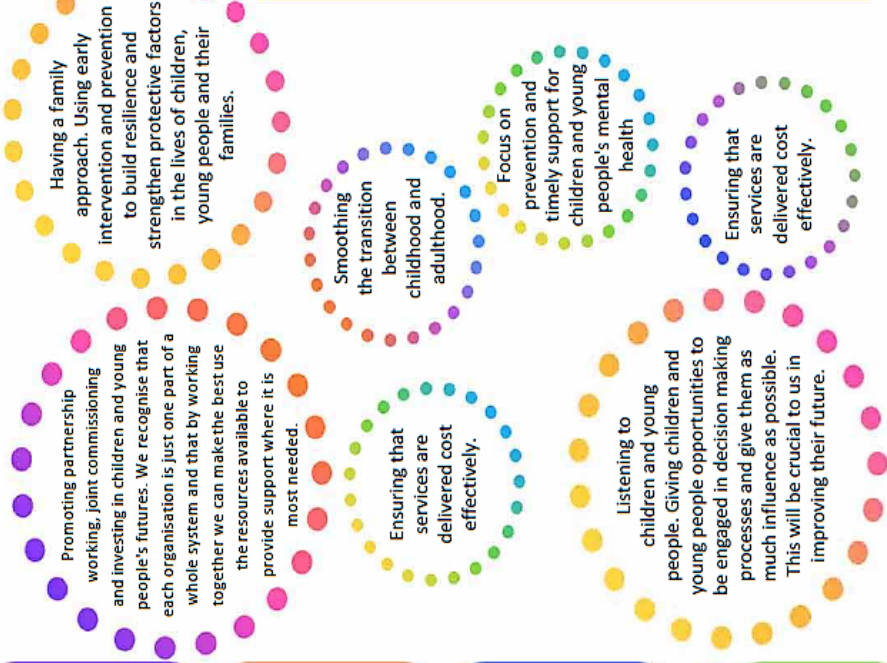 Promoting partnership
working, joint commissioning
and investing in children and young
people's futures. We recognise that
each organisation is just one part of a
whole system and that by working
together we can make the best use
the resources available to
provide support where it is
most needed.
Having a family
approach. Using early
intervention and prevention
to build resilience and
strengthen protective factors
in the lives of children,
young people and their
families.
Smoothing
the transition
between
childhood and
adulthood.
Ensuring that
services are
delivered cost
effectively.
Focus on
prevention and
timely support for
children and young
people's mental
health
Listening to
children and young
people. Giving children and
young people opportunities to
be engaged in decision making
processes and give them as
much influence as possible.
This will be crucial to us in
improving their future.
Ensuring that
services are
delivered cost
effectively.